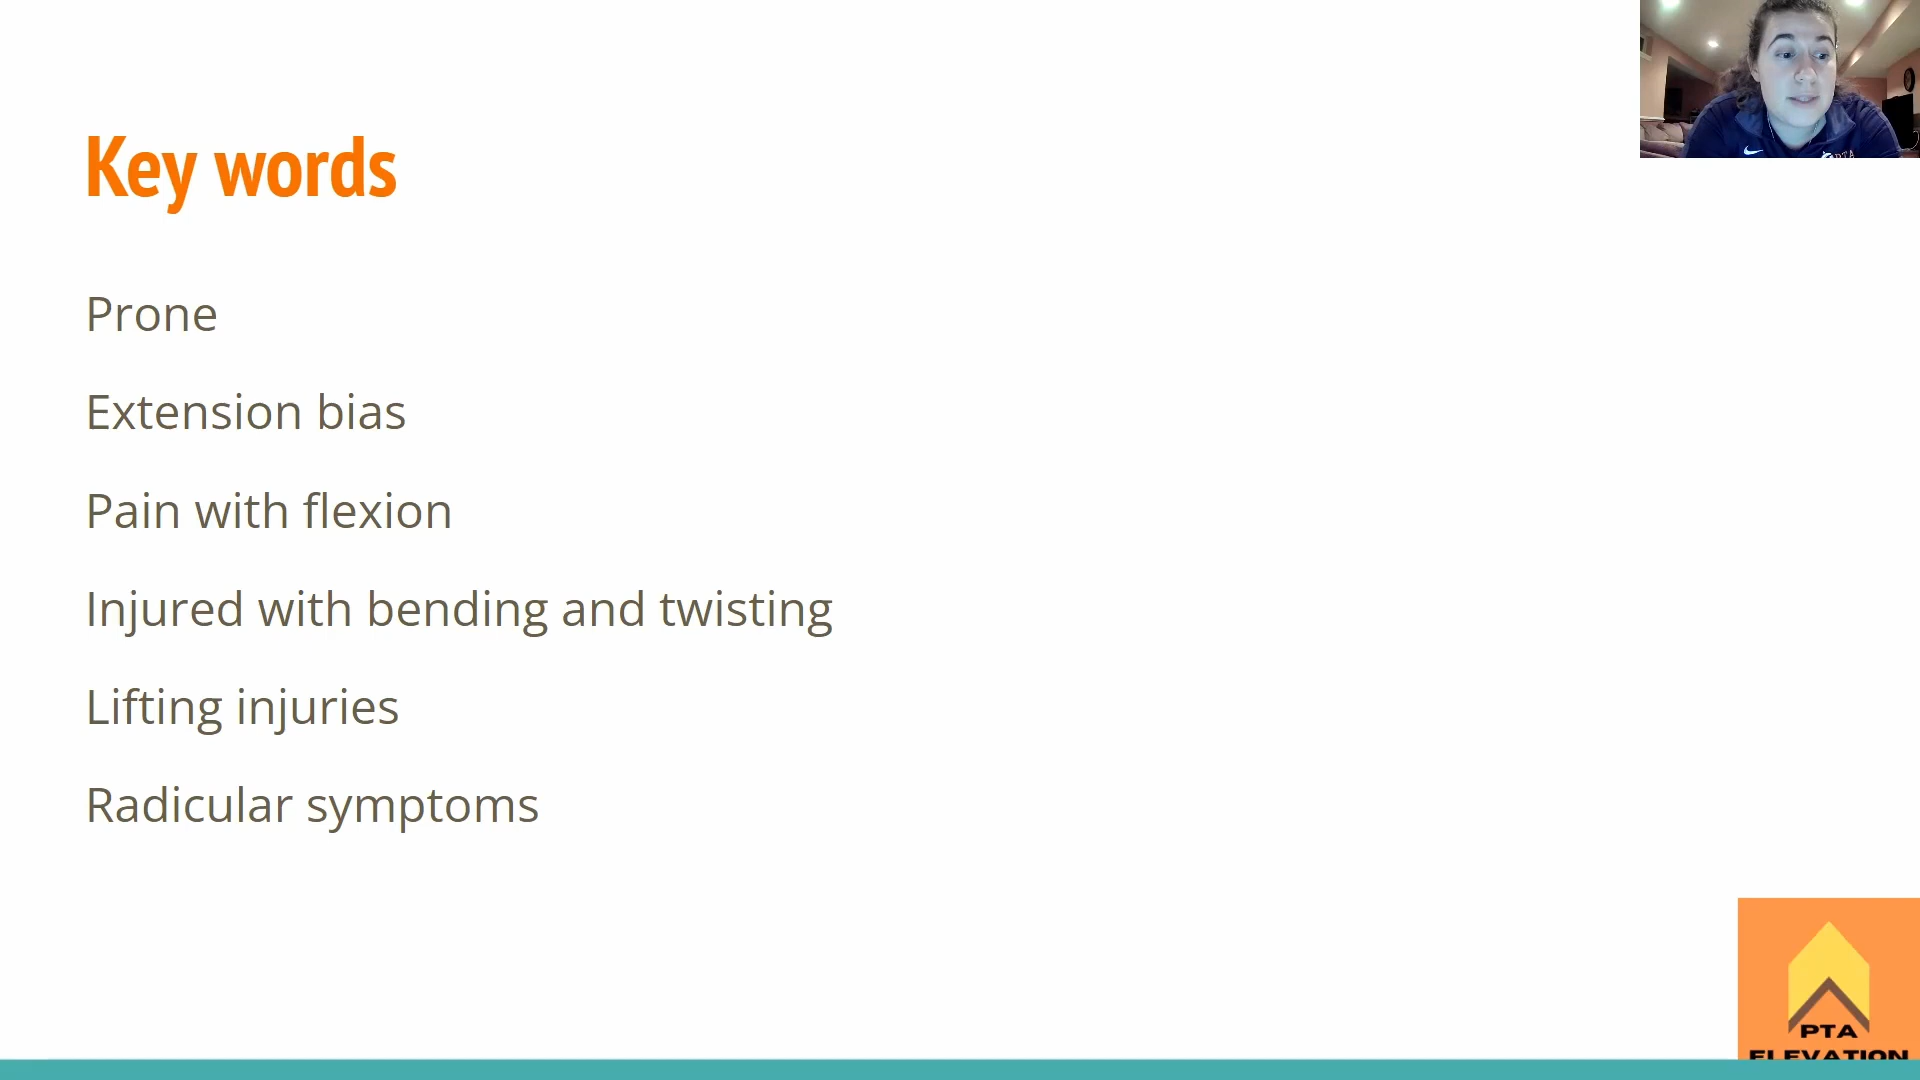 Key words
Prone
Extension bias
Pain with flexion
Injured with bending and twisting
Lifting injuries
Radicular symptoms
PTA
PTA
ELEVATION